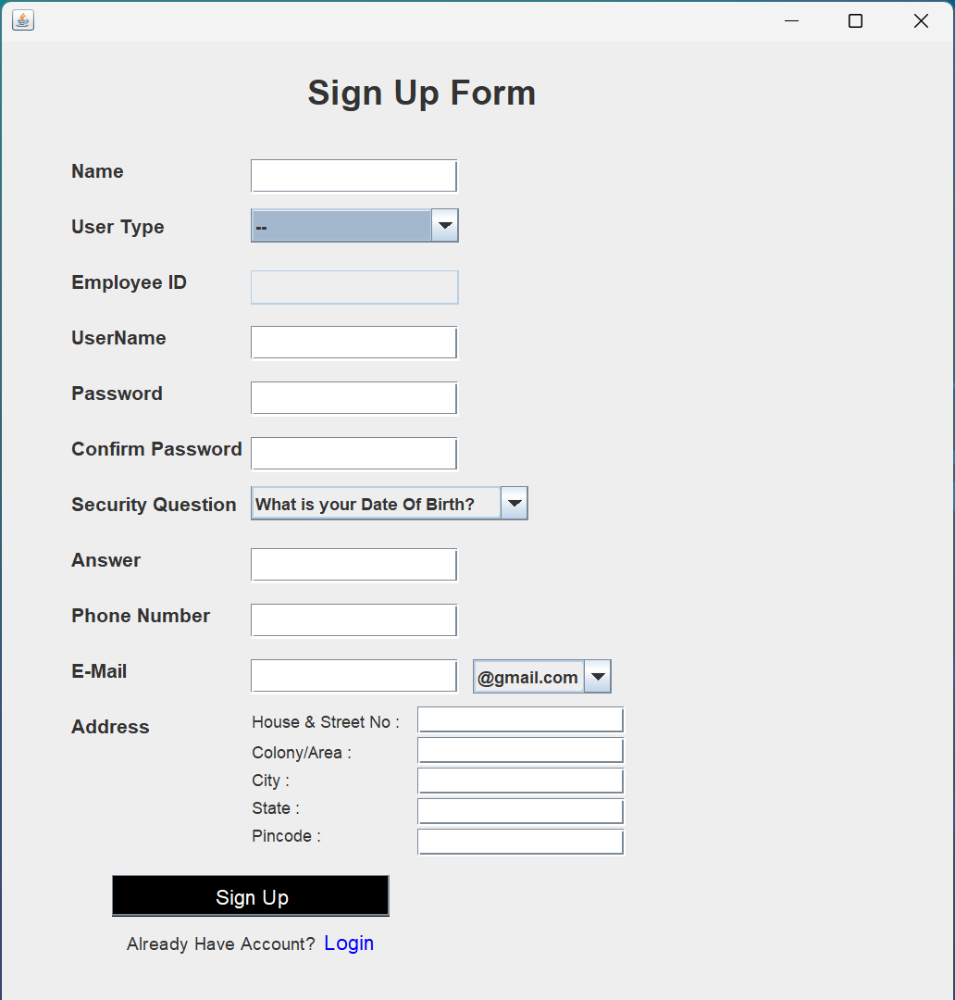 Sign Up Form
Name
User Type --
Employee ID
UserName
Password
Confirm Password
Security Question What is your Date Of Birth?
Answer
Phone Number
E-Mail @gmail.com
Address House & Street No :
Colony/Area :
City :
State :
Pincode :
Sign Up
Already Have Account? Login